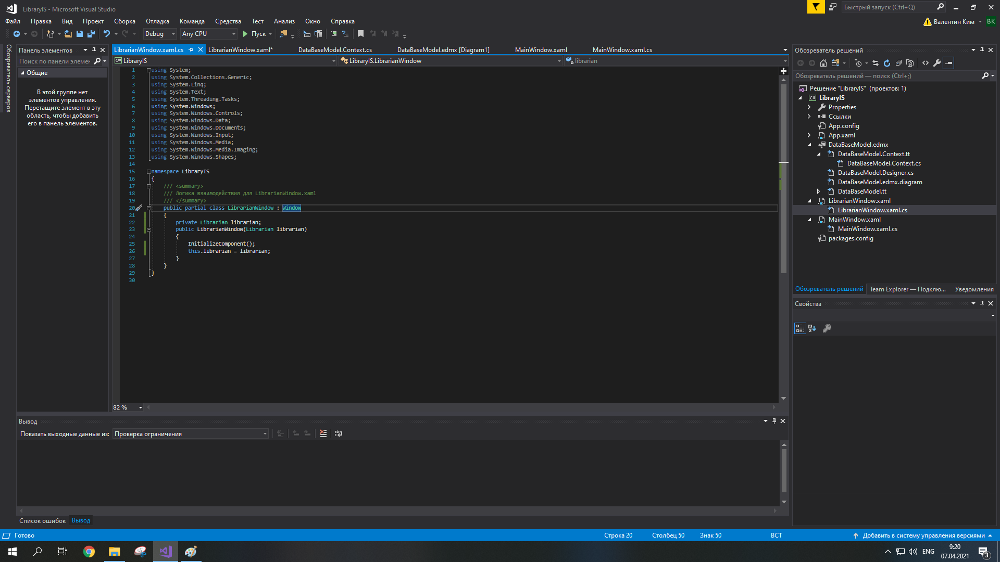 LibraryIS - Microsoft Visual Studio
Быстрый запуск (Ctrl+Q)
Файл Правка Вид Проект Сборка Отладка Команда Средства Тест Анализ Окно Справка
Валентин Ким
ВК
Debug
Any CPU
Пуск
Обозреватель серверов
Панель элементов
Поиск по панели элемен
Общие
В этой группе нет
элементов управления.
Перетащите элемент в эту
область, чтобы добавить
его в панель элементов.
LibrarianWindow.xaml.cs
LibrarianWindow.xaml*
DataBaseModel.Context.cs
DataBaseModel.edmx [Diagram1]
MainWindow.xaml
MainWindow.xaml.cs
LibraryIS
LibraryIS.LibrarianWindow
librarian
1 using System;
2 using System.Collections.Generic;
3 using System.Linq;
4 using System.Text;
5 using System.Threading.Tasks;
6 using System.Windows;
7 using System.Windows.Controls;
8 using System.Windows.Data;
9 using System.Windows.Documents;
10 using System.Windows.Input;
11 using System.Windows.Media;
12 using System.Windows.Media.Imaging;
13 using System.Windows.Shapes;
14
15 namespace LibraryIS
16 {
17 /// <summary>
18 /// Логика взаимодействия для LibrarianWindow.xaml
19 /// </summary>
20 public partial class LibrarianWindow : Window
21 {
22 private Librarian librarian;
23 public LibrarianWindow(Librarian librarian)
24 {
25 InitializeComponent();
26 this.librarian = librarian;
27 }
28 }
29 }
30
82 %
Вывод
Показать выходные данные из: Проверка ограничения
Список ошибок
Вывод
Обозреватель решений
Обозреватель решений — поиск (Ctrl+;)
Решение "LibraryIS" (проектов: 1)
LibraryIS
Properties
Ссылки
App.config
App.xaml
DataBaseModel.edmx
DataBaseModel.Context.tt
DataBaseModel.Context.cs
DataBaseModel.Designer.cs
DataBaseModel.edmx.diagram
DataBaseModel.tt
LibrarianWindow.xaml
LibrarianWindow.xaml.cs
MainWindow.xaml
MainWindow.xaml.cs
packages.config
Обозреватель решений
Team Explorer — Подклю...
Уведомления
Свойства
Готово
Строка 20
Столбец 50
Знак 50
ВСТ
Добавить в систему управления версиями
ENG
9:20
07.04.2021
3